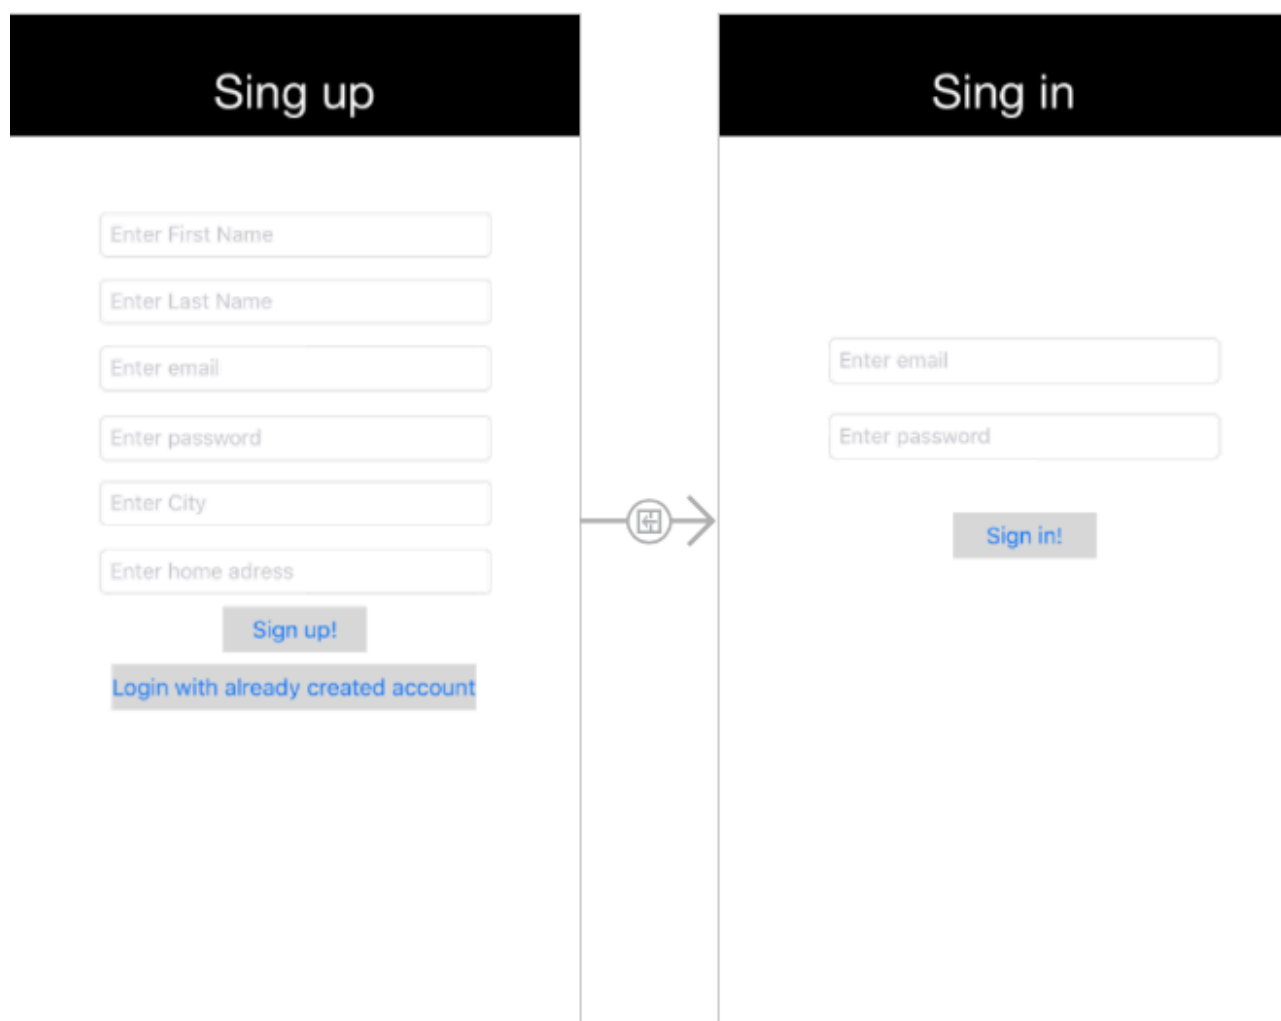 Sing up
Enter First Name
Enter Last Name
Enter email
Enter password
Enter City
Enter home adress
Sign up!
Login with already created account
Sing in
Enter email
Enter password
Sign in!